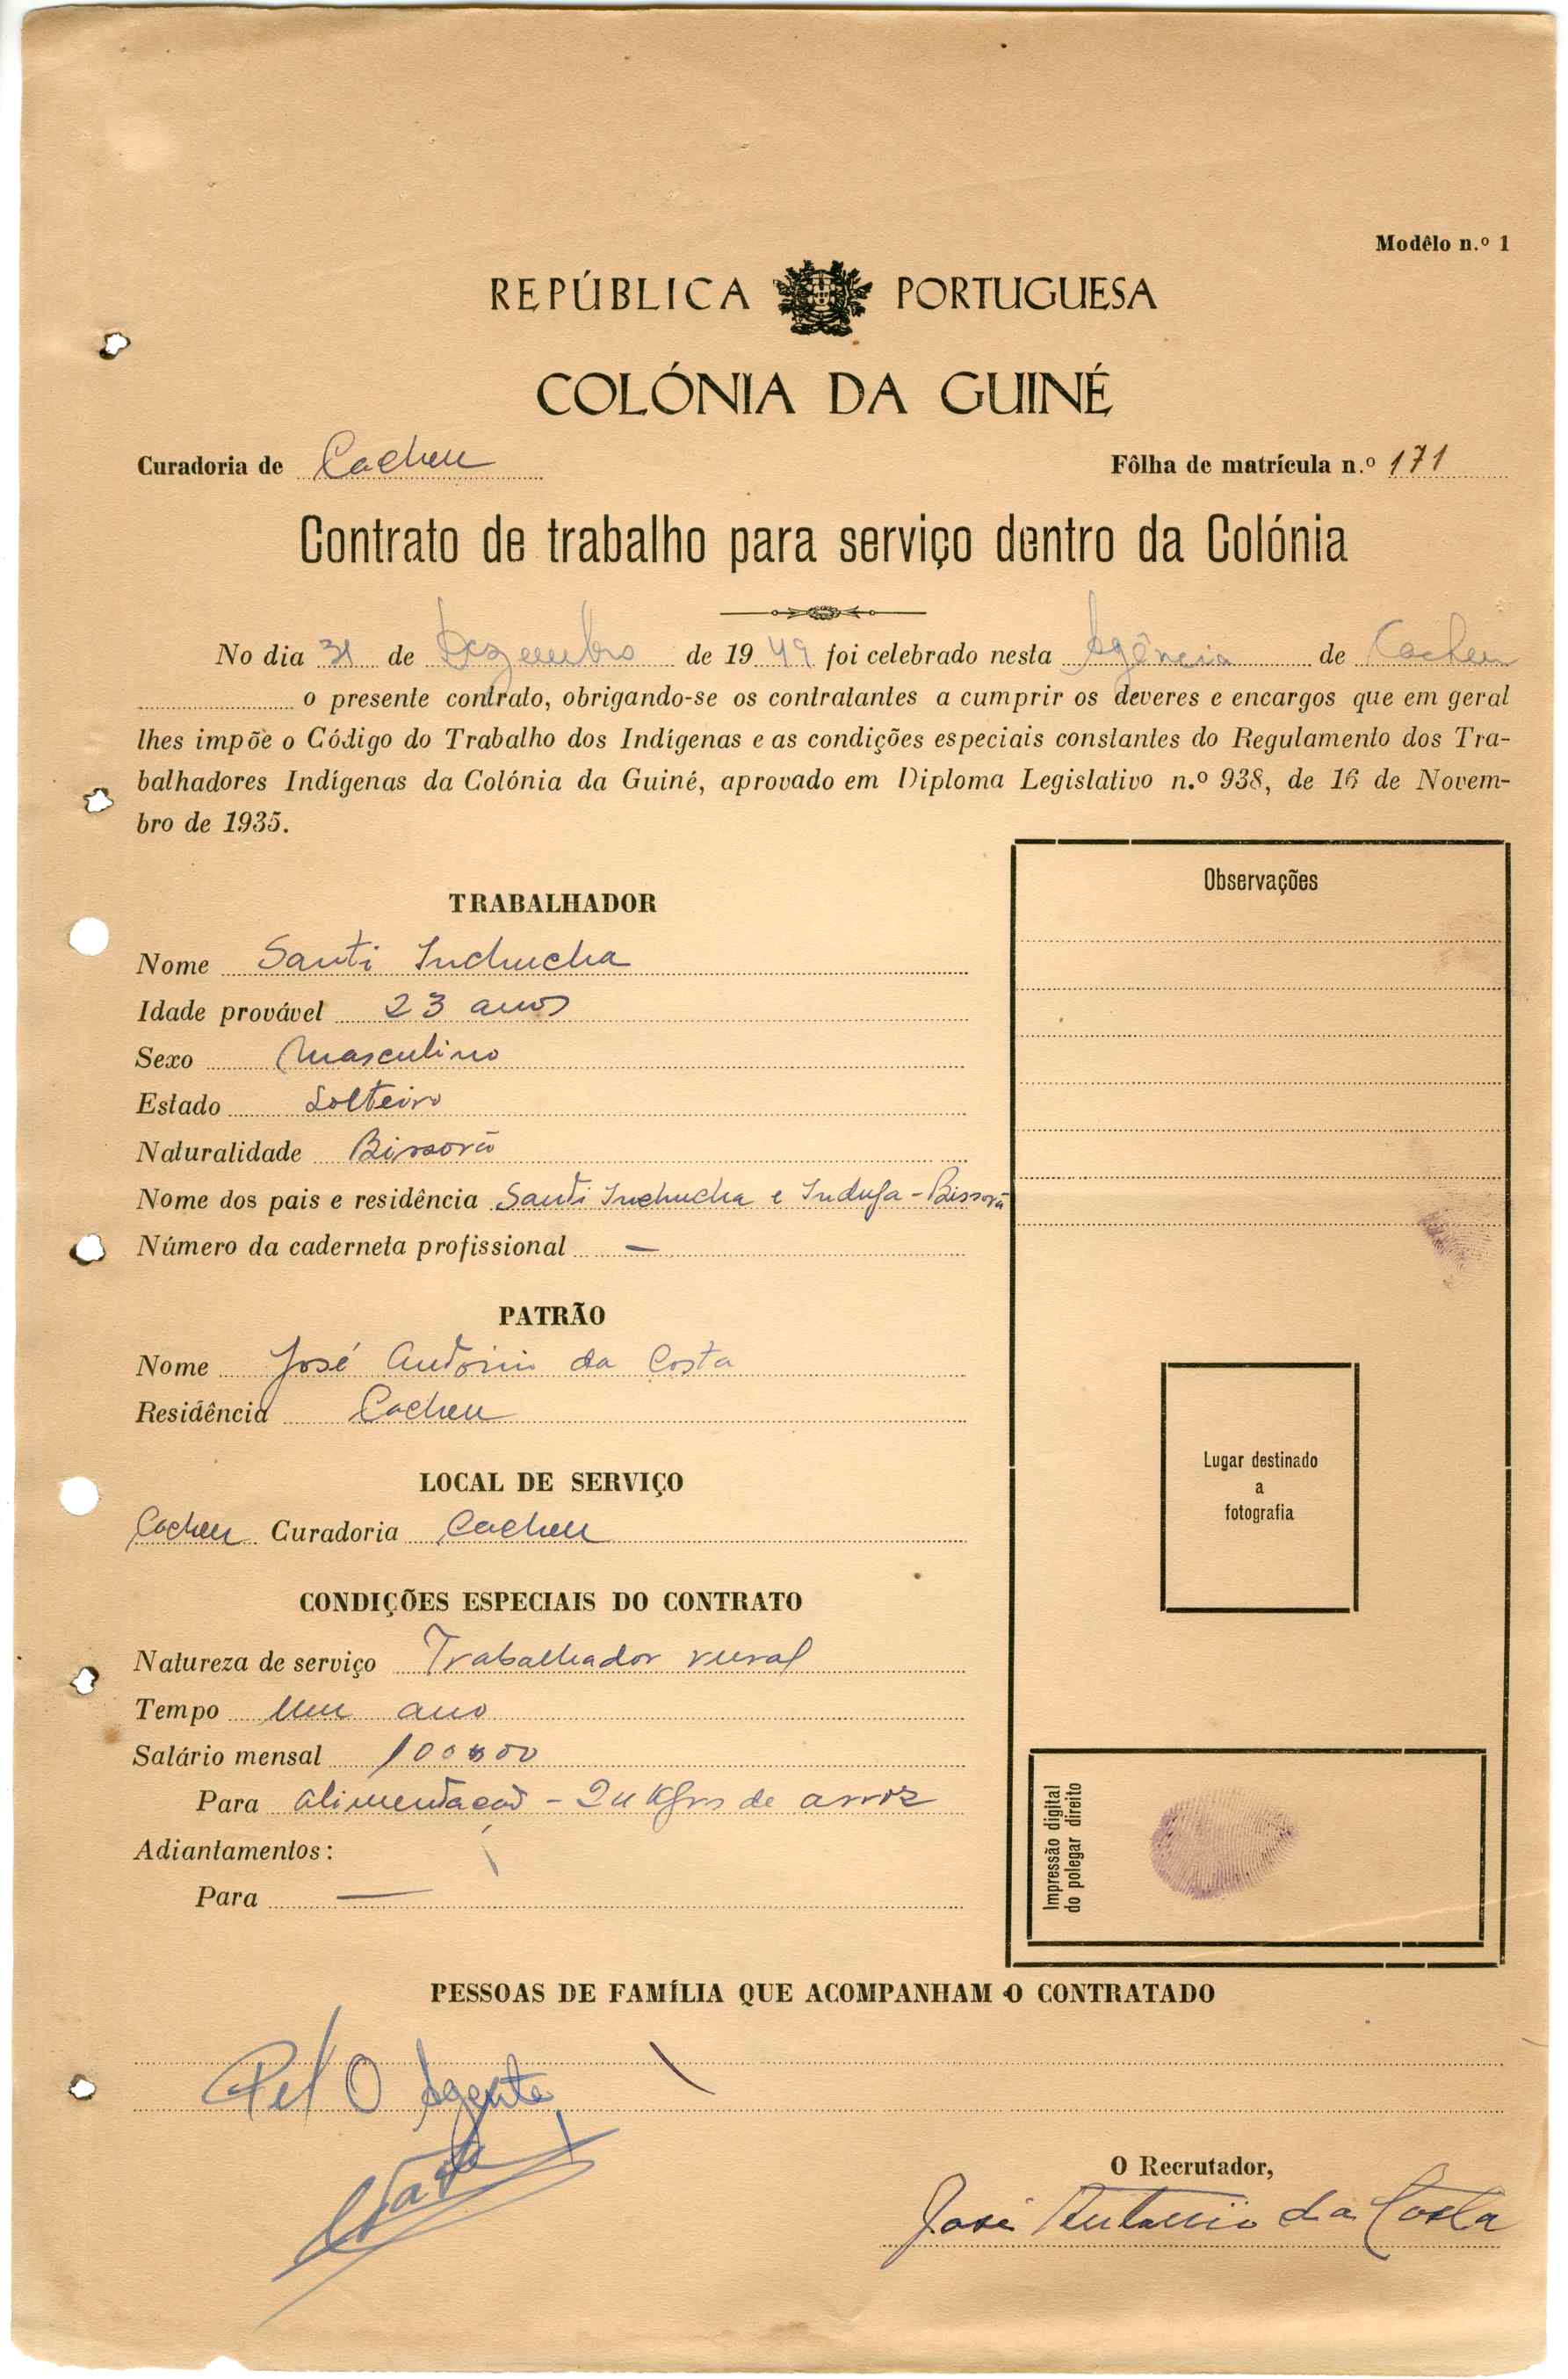 Modêlo n.º 1
REPÚBLICA PORTUGUESA
COLÓNIA DA GUINÉ
Curadoria de Cacheu Fôlha de matrícula n.º 171
Contrato de trabalho para serviço dentro da Colónia
No dia 31 de Dezembro de 1949 foi celebrado nesta Agência de Cacheu
o presente contrato, obrigando-se os contratantes a cumprir os deveres e encargos que em geral
lhes impõe o Código do Trabalho dos Indígenas e as condições especiais constantes do Regulamento dos Tra-
balhadores Indígenas da Colónia da Guiné, aprovado em Diploma Legislativo n.º 938, de 16 de Novem-
bro de 1935.
TRABALHADOR
Nome Santi Inchucha
Idade provável 23 anos
Sexo Masculino
Estado Solteiro
Naturalidade Bissorã
Nome dos pais e residência Santi Inchucha e Indufa - Bissorã
Número da caderneta profissional —
PATRÃO
Nome José António da Costa
Residência Cacheu
LOCAL DE SERVIÇO
Cacheu Curadoria Cacheu
CONDIÇÕES ESPECIAIS DO CONTRATO
Natureza de serviço Trabalhador rural
Tempo Um ano
Salário mensal 100$00
Para alimentação - 24 Kgrs de arroz
Adiantamentos:
Para —
Observações
Lugar destinado
a
fotografia
Impressão digital
do polegar direito
PESSOAS DE FAMÍLIA QUE ACOMPANHAM O CONTRATADO
Pel O Agente,
O Recrutador,
José Antonio da Costa